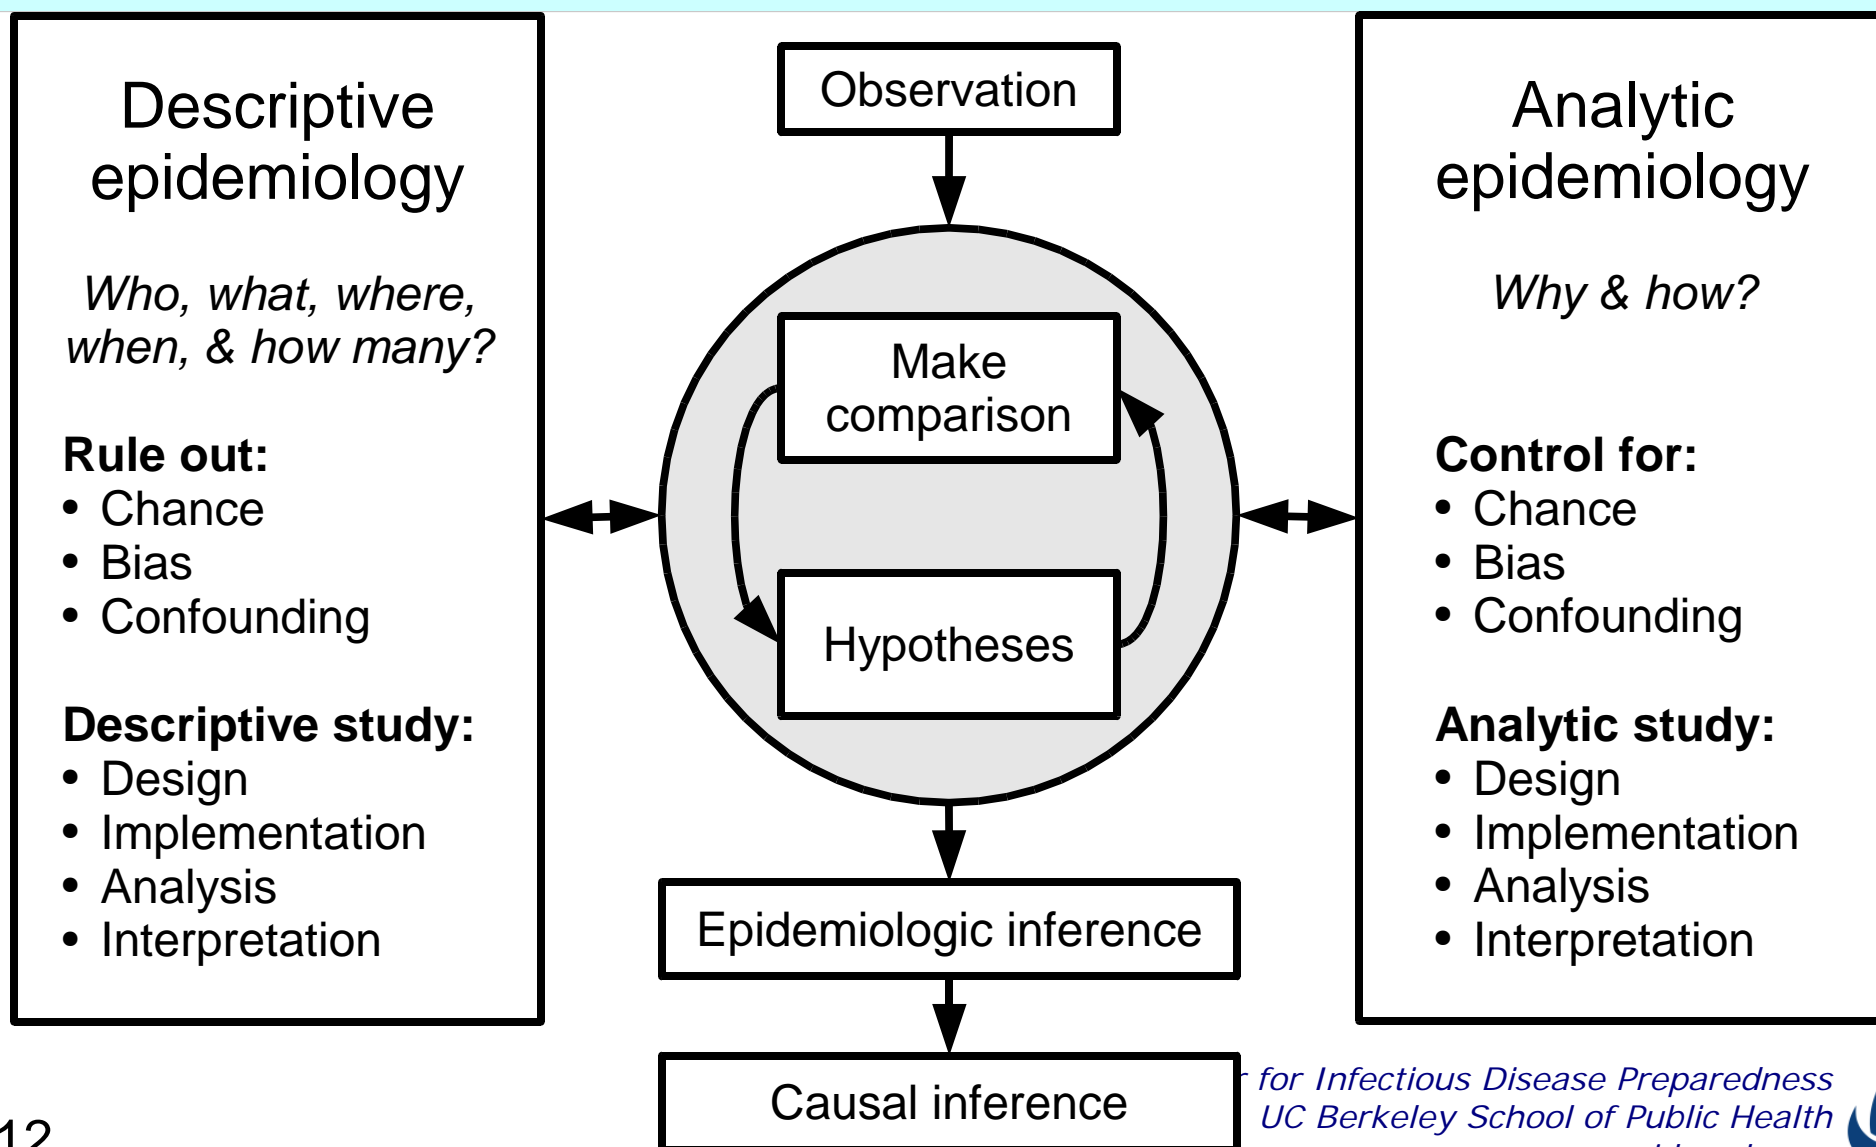 Descriptive
epidemiology
Who, what, where,
when, & how many?
Rule out:
• Chance
• Bias
• Confounding
Descriptive study:
• Design
• Implementation
• Analysis
• Interpretation
Observation
Make
comparison
Hypotheses
Epidemiologic inference
Causal inference
Analytic
epidemiology
Why & how?
Control for:
• Chance
• Bias
• Confounding
Analytic study:
• Design
• Implementation
• Analysis
• Interpretation
for Infectious Disease Preparedness
UC Berkeley School of Public Health
12